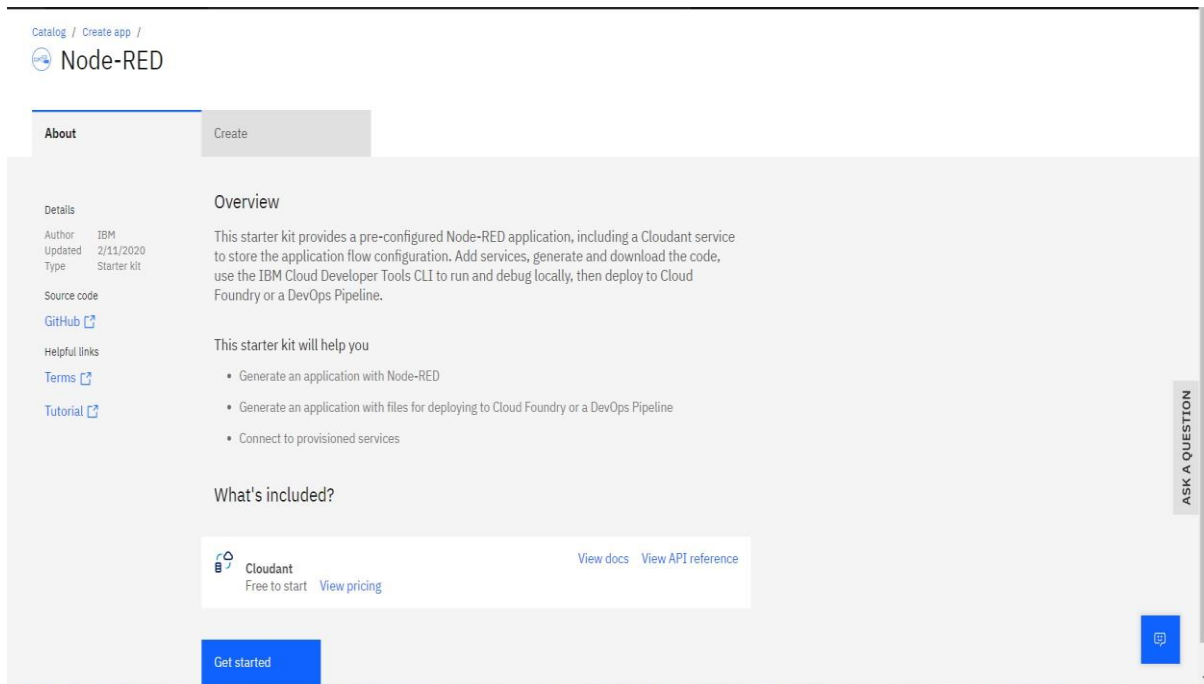 Catalog / Create app /
Node-RED
About
Create
Details
Author IBM
Updated 2/11/2020
Type Starter kit
Source code
GitHub
Helpful links
Terms
Tutorial
Overview
This starter kit provides a pre-configured Node-RED application, including a Cloudant service
to store the application flow configuration. Add services, generate and download the code,
use the IBM Cloud Developer Tools CLI to run and debug locally, then deploy to Cloud
Foundry or a DevOps Pipeline.
This starter kit will help you
• Generate an application with Node-RED
• Generate an application with files for deploying to Cloud Foundry or a DevOps Pipeline
• Connect to provisioned services
What's included?
Cloudant
Free to start View pricing
View docs View API reference
Get started
ASK A QUESTION